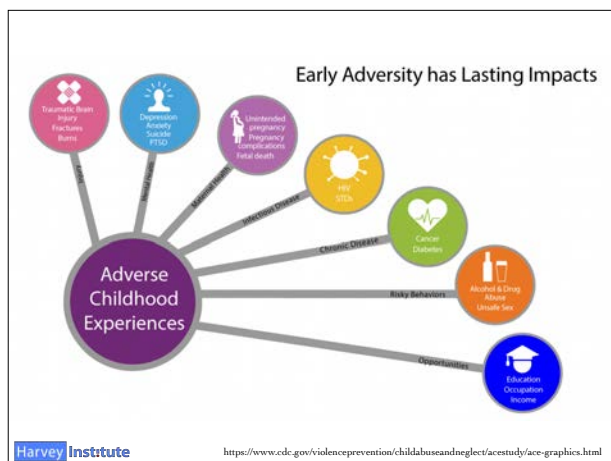 Early Adversity has Lasting Impacts
Traumatic Brain
Injury
Fractures
Burns
Depression
Anxiety
Suicide
PTSD
Unintended
pregnancy
Pregnancy
complications
Fetal death
HIV
STDs
Cancer
Diabetes
Alcohol & Drug
Abuse
Unsafe Sex
Education
Occupation
Income
Injury
Mental Health
Maternal Health
Infectious Disease
Chronic Disease
Risky Behaviors
Opportunities
Adverse
Childhood
Experiences
Harvey Institute
https://www.cdc.gov/violenceprevention/childabuseandneglect/acestudy/ace-graphics.html